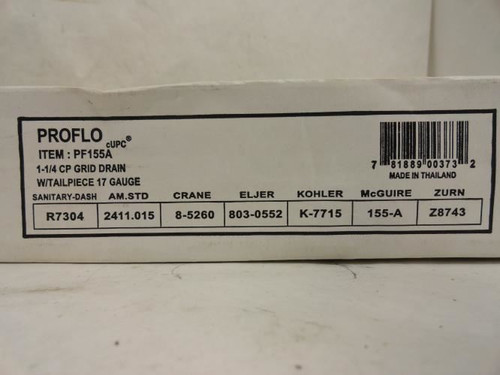 PROFLO cUPC®
ITEM : PF155A
1-1/4 CP GRID DRAIN
W/TAILPIECE 17 GAUGE
7 81889 00373 2
MADE IN THAILAND
SANITARY-DASH AM.STD CRANE ELJER KOHLER McGUIRE ZURN
R7304 2411.015 8-5260 803-0552 K-7715 155-A Z8743